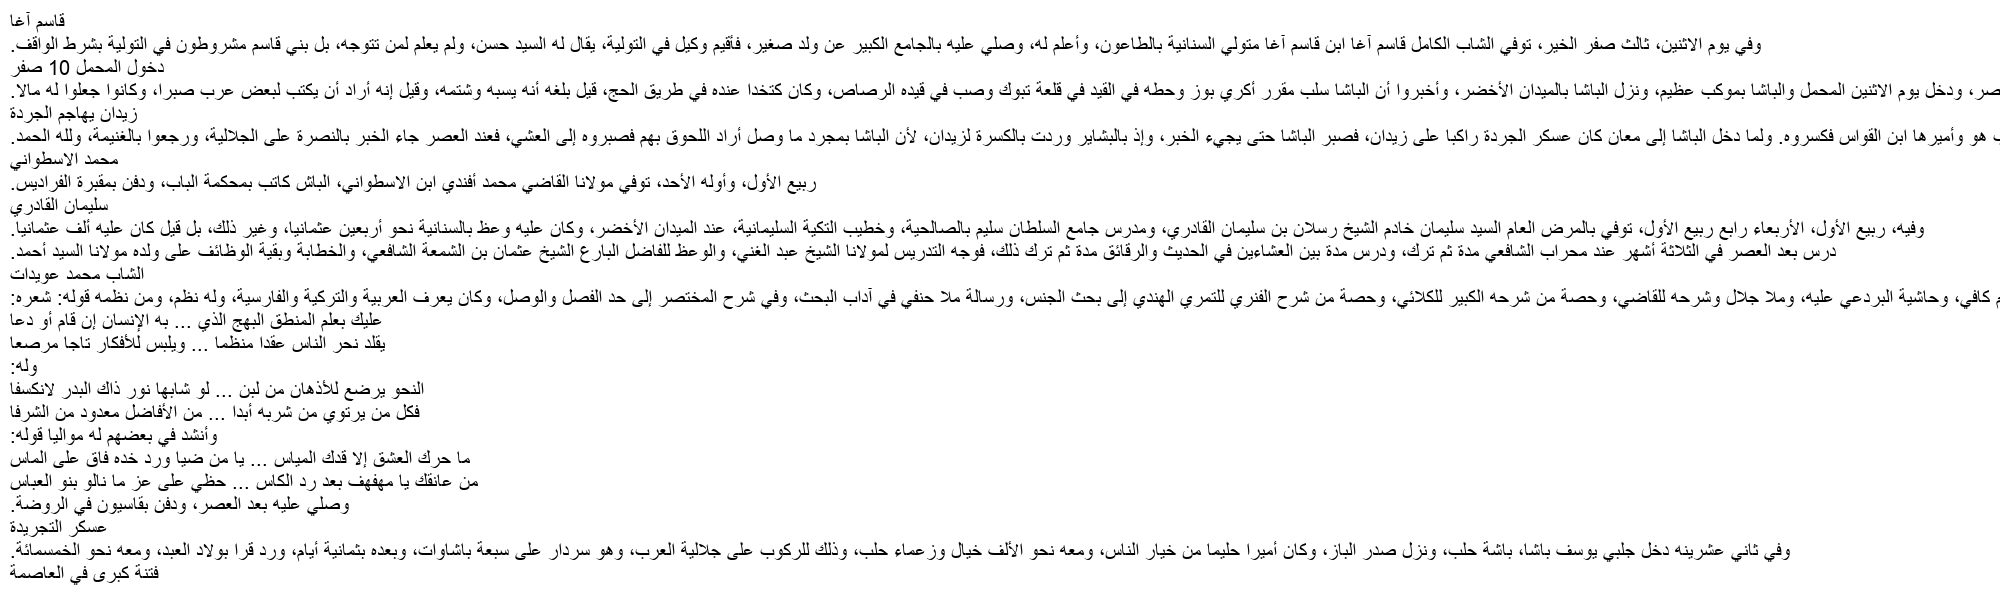 قاسم آغا
وفي يوم الاثنين، ثالث صفر الخير، توفي الشاب الكامل قاسم آغا ابن قاسم آغا متولي السنانية بالطاعون، وأعلم له، وصلي عليه بالجامع الكبير عن ولد صغير، فأقيم وكيل في التولية، يقال له السيد حسن، ولم يعلم لمن تتوجه، بل بني قاسم مشروطون في التولية بشرط الواقف.
دخول المحمل 10 صفر
صر، ودخل يوم الاثنين المحمل والباشا بموكب عظيم، ونزل الباشا بالميدان الأخضر، وأخبروا أن الباشا سلب مقرر أكري بوز وحطه في القيد في قلعة تبوك وصب في قيده الرصاص، وكان كتخدا عنده في طريق الحج، قيل بلغه أنه يسبه وشتمه، وقيل إنه أراد أن يكتب لبعض عرب صبرا، وكانوا جعلوا له مالا.
زيدان يهاجم الجردة
هو وأميرها ابن القواس فكسروه. ولما دخل الباشا إلى معان كان عسكر الجردة راكبا على زيدان، فصبر الباشا حتى يجيء الخبر، وإذ بالبشاير وردت بالكسرة لزيدان، لأن الباشا بمجرد ما وصل أراد اللحوق بهم فصبروه إلى العشي، فعند العصر جاء الخبر بالنصرة على الجلالية، ورجعوا بالغنيمة، ولله الحمد.
محمد الاسطواني
ربيع الأول، وأوله الأحد، توفي مولانا القاضي محمد أفندي ابن الاسطواني، الباش كاتب بمحكمة الباب، ودفن بمقبرة الفراديس.
سليمان القادري
وفيه، ربيع الأول، الأربعاء رابع ربيع الأول، توفي بالمرض العام السيد سليمان خادم الشيخ رسلان بن سليمان القادري، ومدرس جامع السلطان سليم بالصالحية، وخطيب التكية السليمانية، عند الميدان الأخضر، وكان عليه وعظ بالسنانية نحو أربعين عثمانيا، وغير ذلك، بل قيل كان عليه ألف عثمانيا.
درس بعد العصر في الثلاثة أشهر عند محراب الشافعي مدة ثم ترك، ودرس مدة بين العشاءين في الحديث والرقائق مدة ثم ترك ذلك، فوجه التدريس لمولانا الشيخ عبد الغني، والوعظ للفاضل البارع الشيخ عثمان بن الشمعة الشافعي، والخطابة وبقية الوظائف على ولده مولانا السيد أحمد.
الشاب محمد عويدات
كافي، وحاشية البردعي عليه، وملا جلال وشرحه للقاضي، وحصة من شرحه الكبير للكلائي، وحصة من شرح الفنري للتمري الهندي إلى بحث الجنس، ورسالة ملا حنفي في آداب البحث، وفي شرح المختصر إلى حد الفصل والوصل، وكان يعرف العربية والتركية والفارسية، وله نظم، ومن نظمه قوله: شعره:
عليك بعلم المنطق البهج الذي ... به الإنسان إن قام أو دعا
يقلد نحر الناس عقدا منظما ... ويلبس للأفكار تاجا مرصعا
وله:
النحو يرضع للأذهان من لبن ... لو شابها نور ذاك البدر لانكسفا
فكل من يرتوي من شربه أبدا ... من الأفاضل معدود من الشرفا
وأنشد في بعضهم له مواليا قوله:
ما حرك العشق إلا قدك المياس ... يا من ضيا ورد خده فاق على الماس
من عانقك يا مهفهف بعد رد الكاس ... حظي على عز ما نالو بنو العباس
وصلي عليه بعد العصر، ودفن بقاسيون في الروضة.
عسكر التجريدة
وفي ثاني عشرينه دخل جلبي يوسف باشا، باشة حلب، ونزل صدر الباز، وكان أميرا حليما من خيار الناس، ومعه نحو الألف خيال وزعماء حلب، وذلك للركوب على جلالية العرب، وهو سردار على سبعة باشاوات، وبعده بثمانية أيام، ورد قرا بولاد العبد، ومعه نحو الخمسمائة.
فتنة كبرى في العاصمة